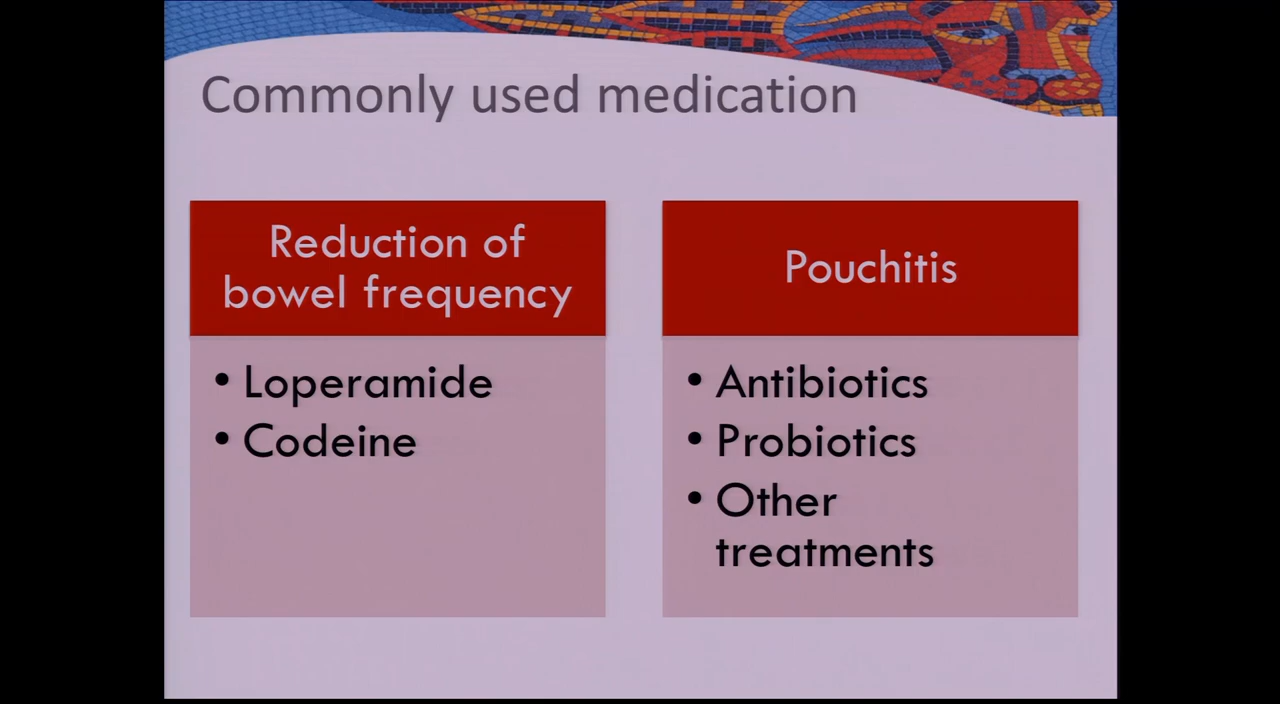 Commonly used medication
Reduction of
bowel frequency
• Loperamide
• Codeine
Pouchitis
• Antibiotics
• Probiotics
• Other
treatments